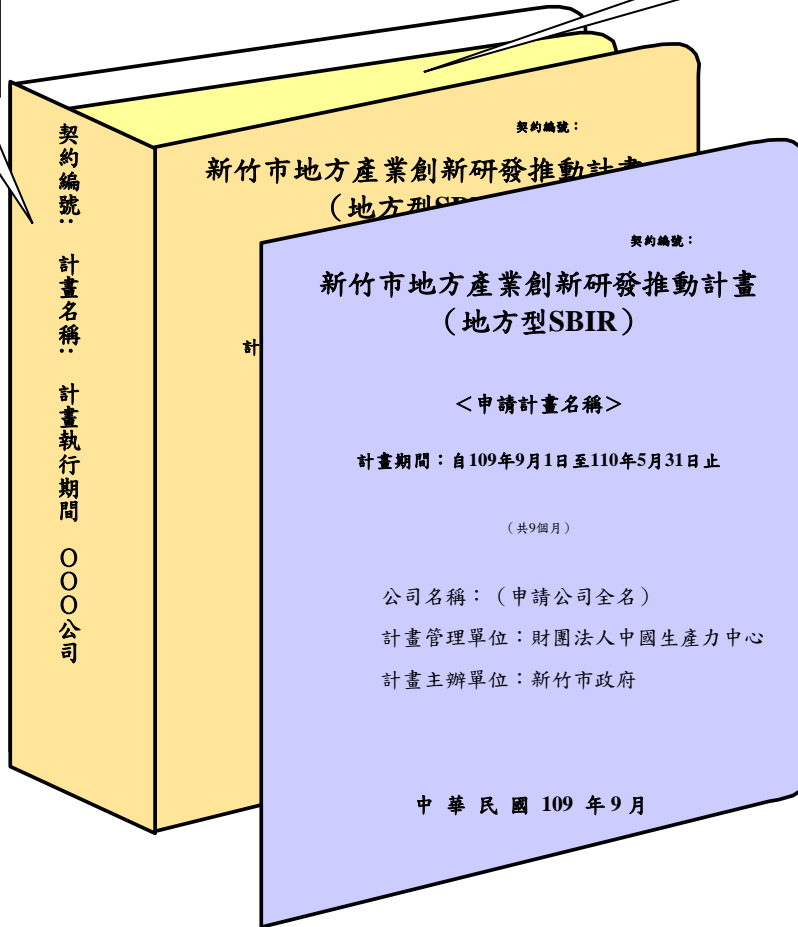 契約編號： 計畫名稱： 計畫執行期間 ○○○公司
契約編號：
新竹市地方產業創新研發推動計畫
（地方型SB
計
契約編號：
新竹市地方產業創新研發推動計畫
（地方型SBIR）
＜申請計畫名稱＞
計畫期間：自109年9月1日至110年5月31日止
（共9個月）
公司名稱：（申請公司全名）
計畫管理單位：財團法人中國生產力中心
計畫主辦單位：新竹市政府
中 華 民 國 109 年 9 月